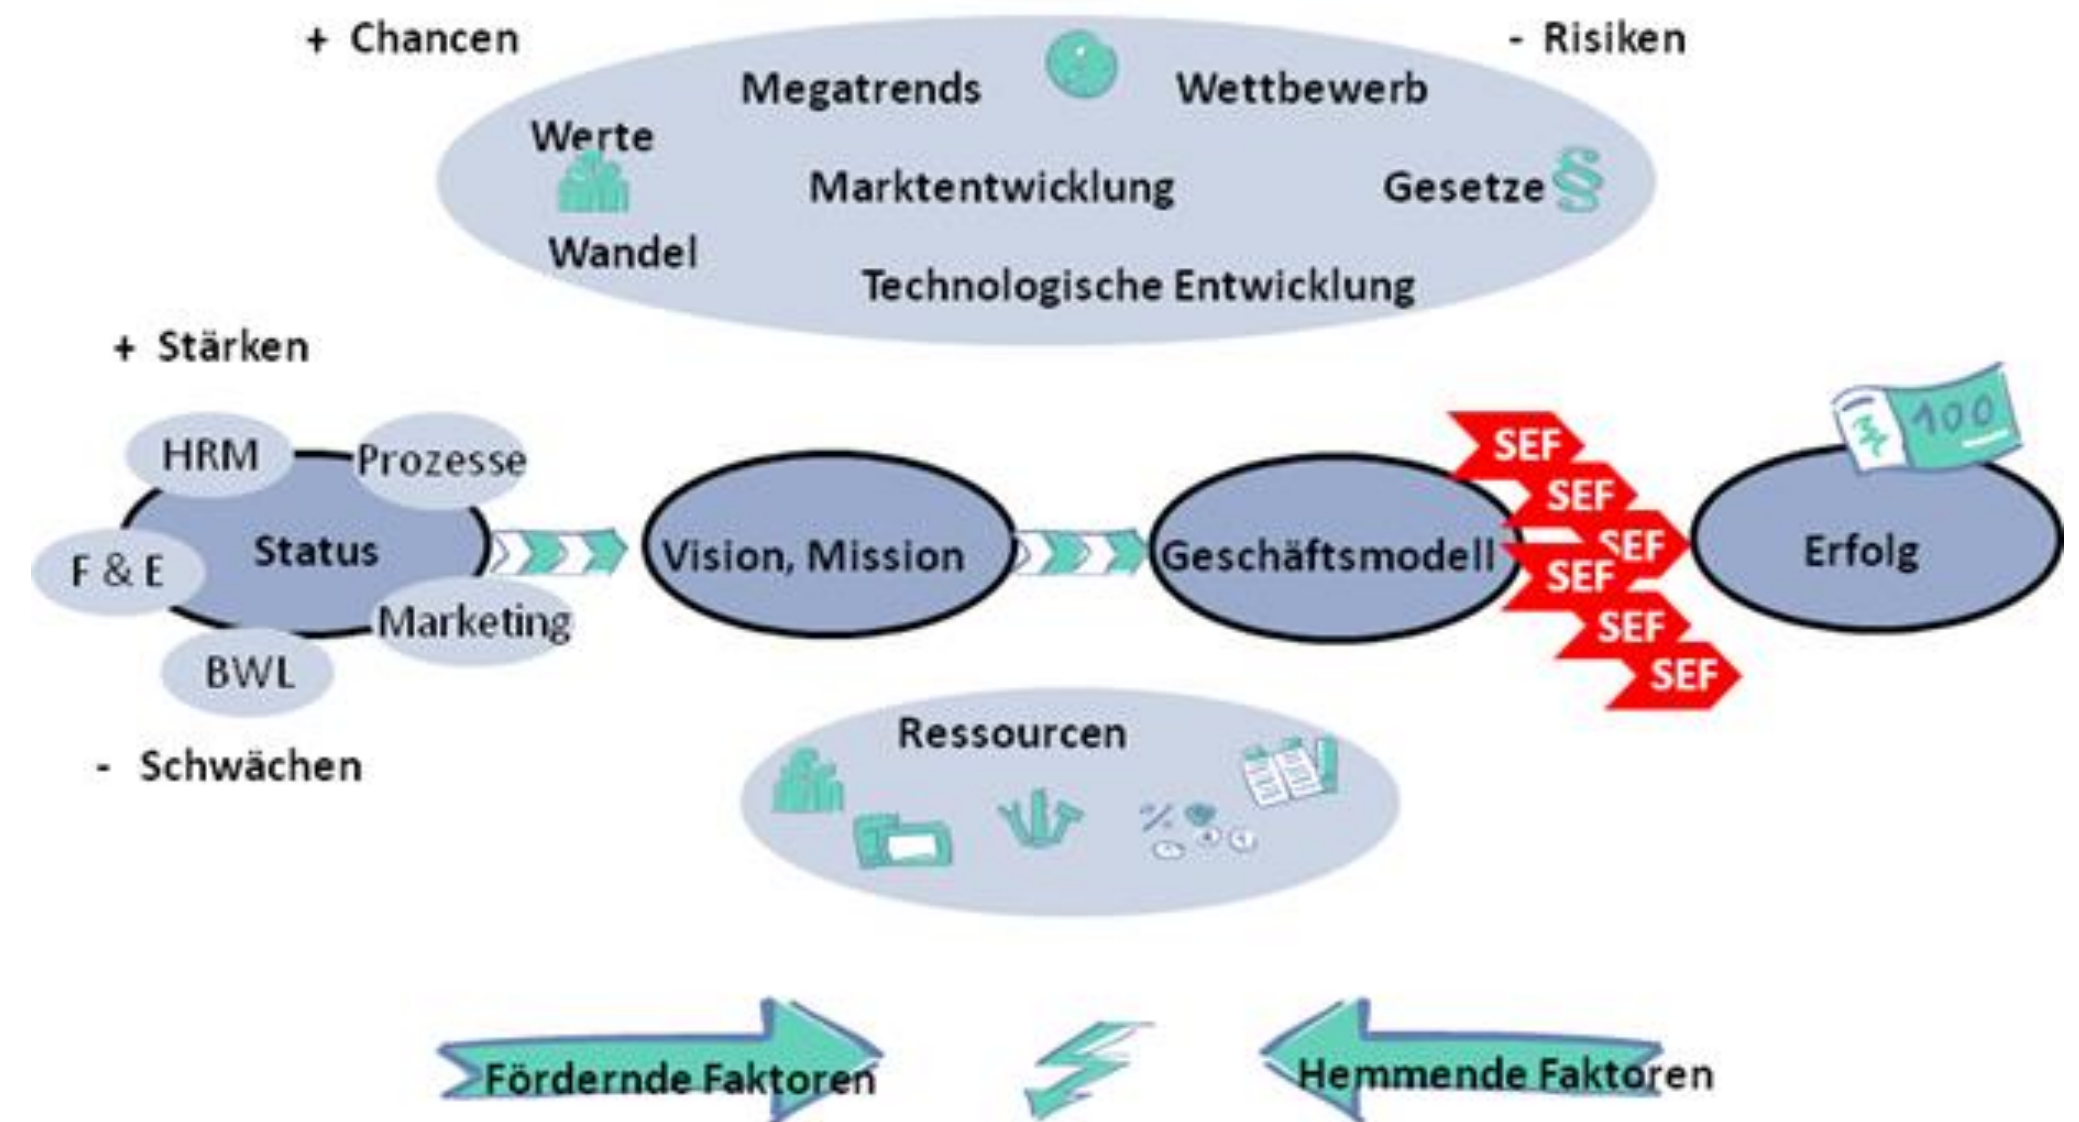 + Chancen
- Risiken
Megatrends
Wettbewerb
Werte
Marktentwicklung
Gesetze §
Wandel
Technologische Entwicklung
+ Stärken
HRM
Prozesse
F & E
Status
Marketing
BWL
- Schwächen
Vision, Mission
Geschäftsmodell
SEF
SEF
SEF
SEF
SEF
SEF
100
Erfolg
Ressourcen
Fördernde Faktoren
Hemmende Faktoren